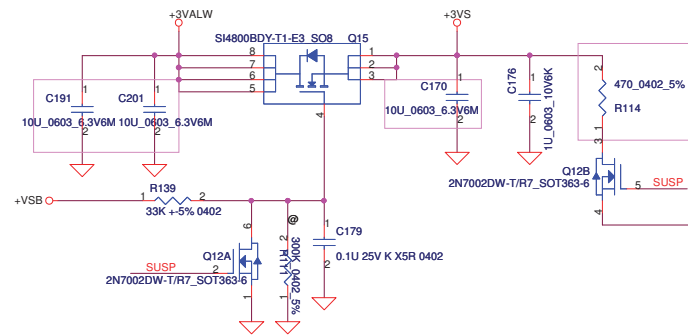 +3VALW
+3VS
SI4800BDY-T1-E3_SO8
Q15
8
7
6
5
1
2
3
4
1
C191
2
10U_0603_6.3V6M
1
C201
2
10U_0603_6.3V6M
1
C170
2
10U_0603_6.3V6M
1
C176
2
1U_0603_10V6K
2
470_0402_5%
R114
1
3
Q12B
2N7002DW-T/R7_SOT363-6
5
SUSP
4
+VSB
1
R139
2
33K +-5% 0402
6
Q12A
SUSP
2
2N7002DW-T/R7_SOT363-6
1
@
2
300K_0402_5%
R171
1
1
C179
2
0.1U 25V K X5R 0402